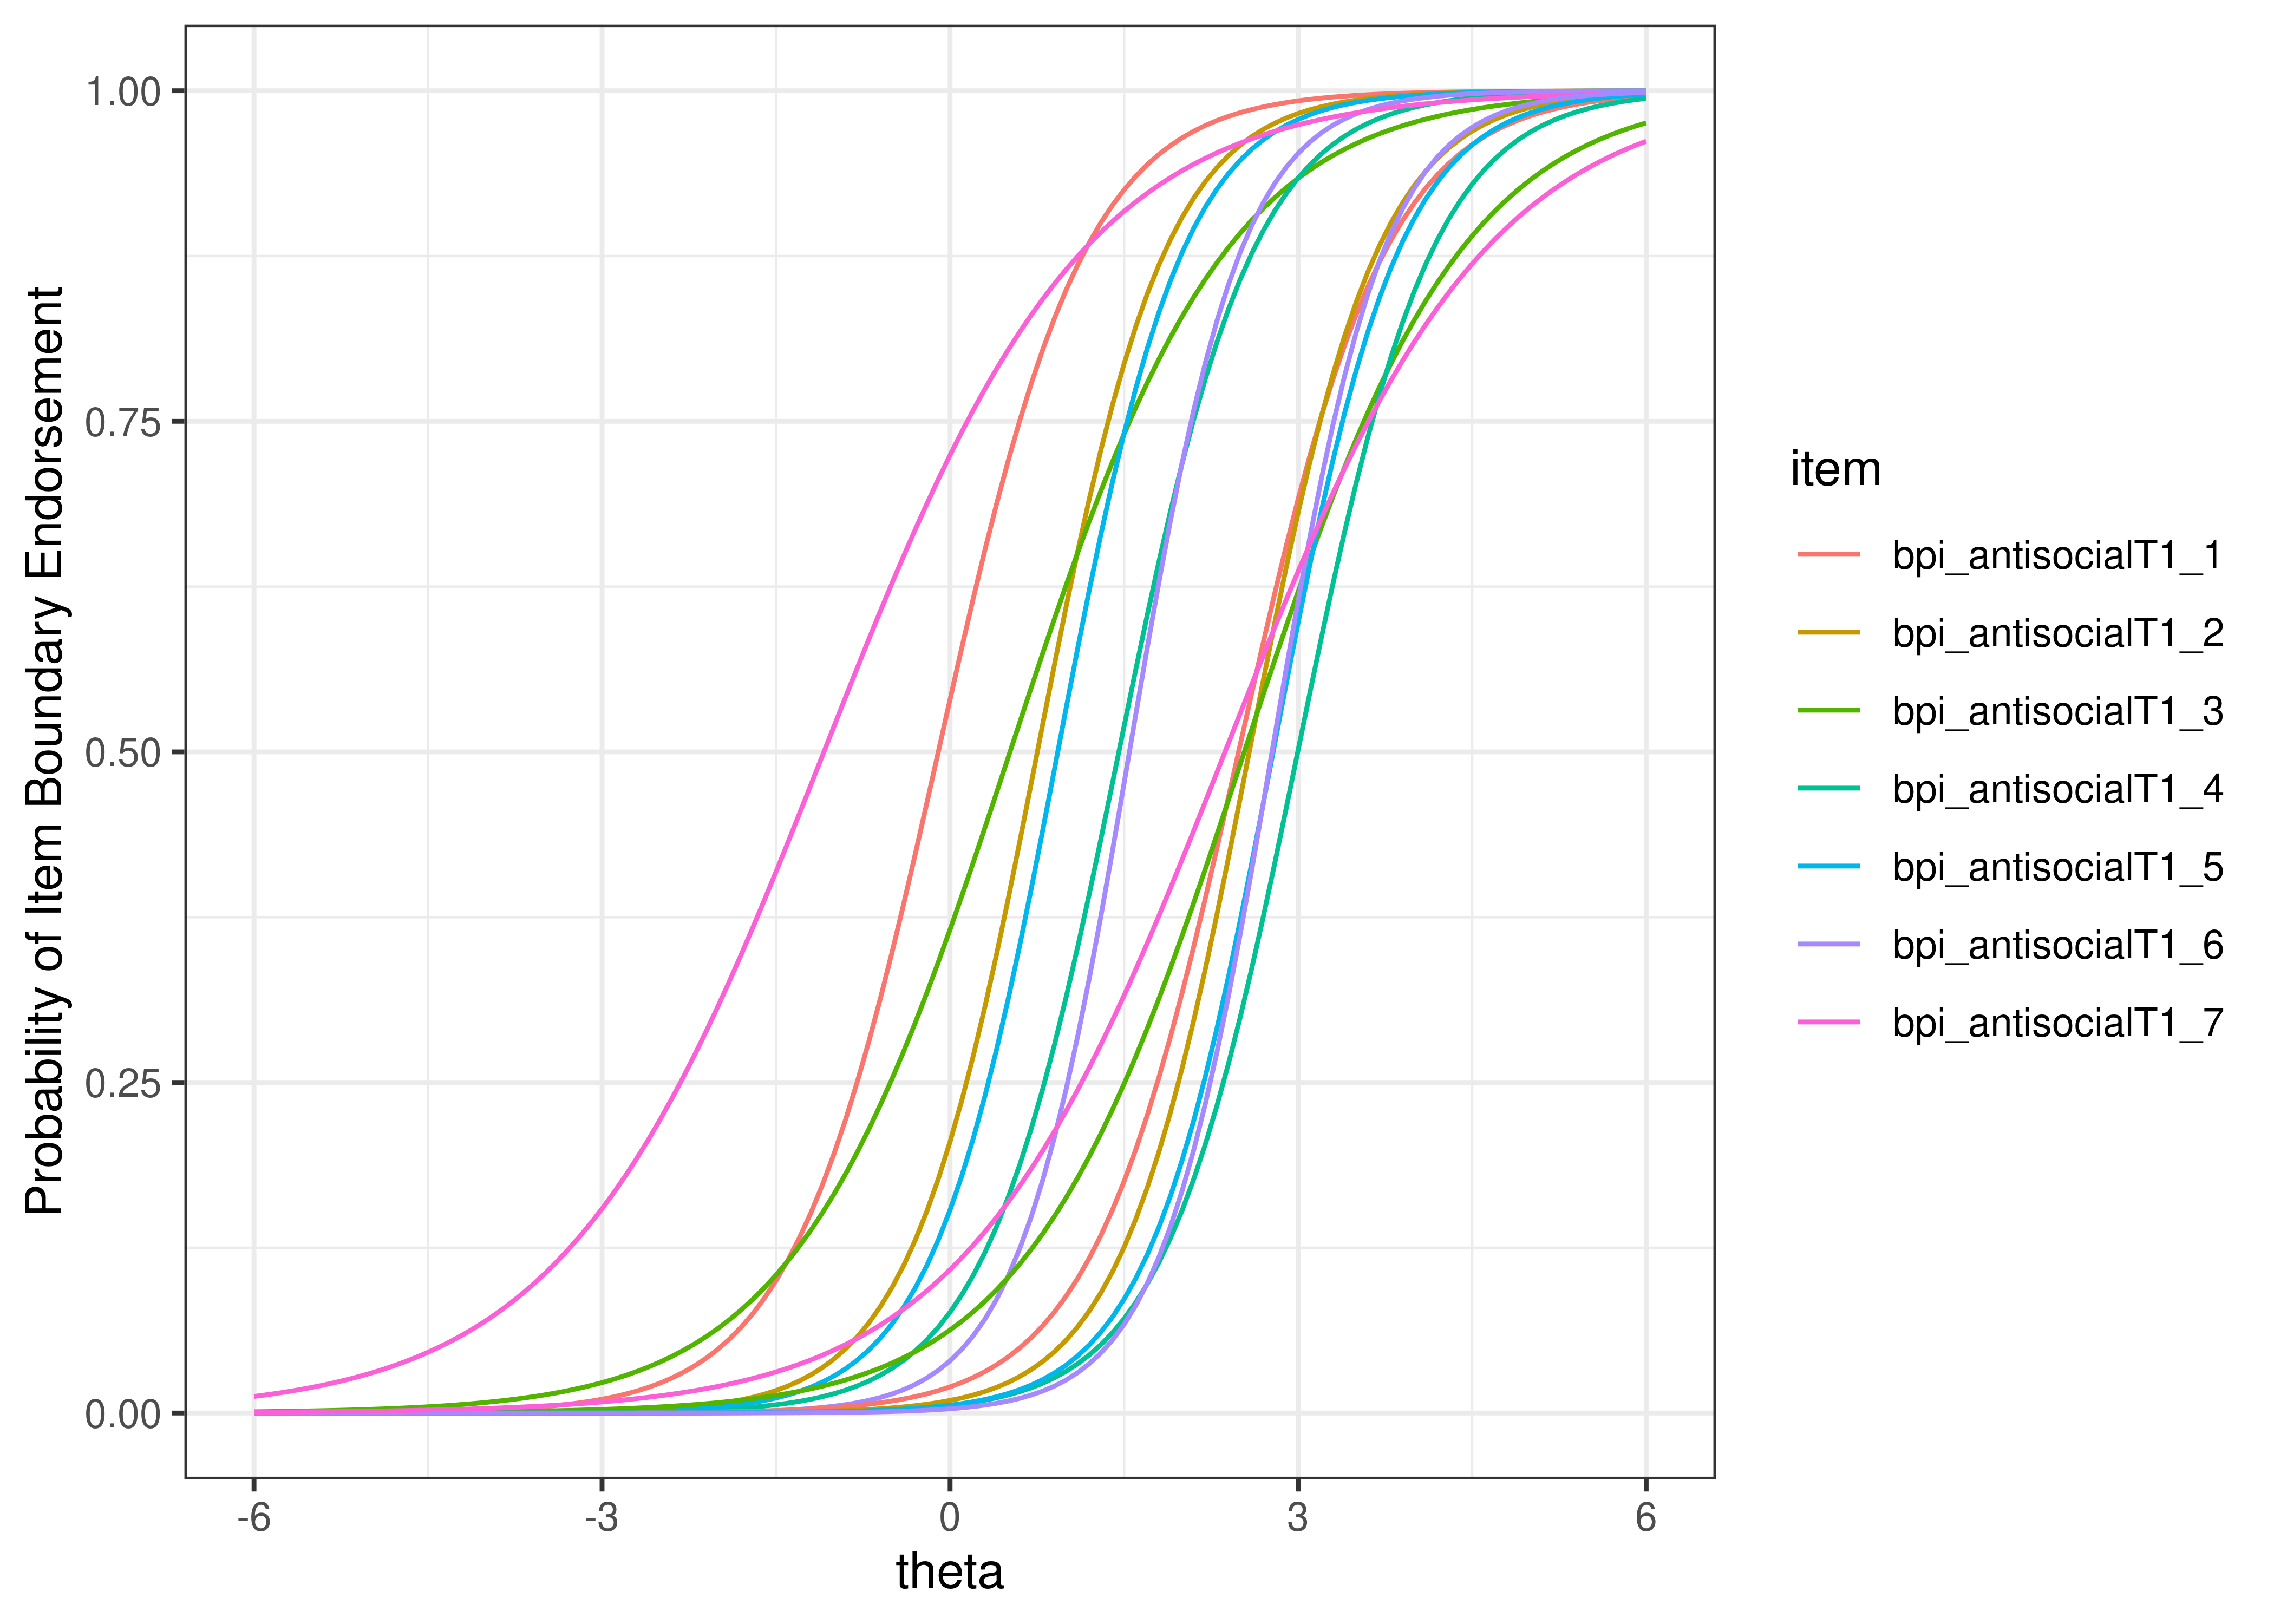 Probability of Item Boundary Endorsement
1.00
0.75
0.50
0.25
0.00
-6
-3
0
3
6
theta
item
bpi_antisocialT1_1
bpi_antisocialT1_2
bpi_antisocialT1_3
bpi_antisocialT1_4
bpi_antisocialT1_5
bpi_antisocialT1_6
bpi_antisocialT1_7